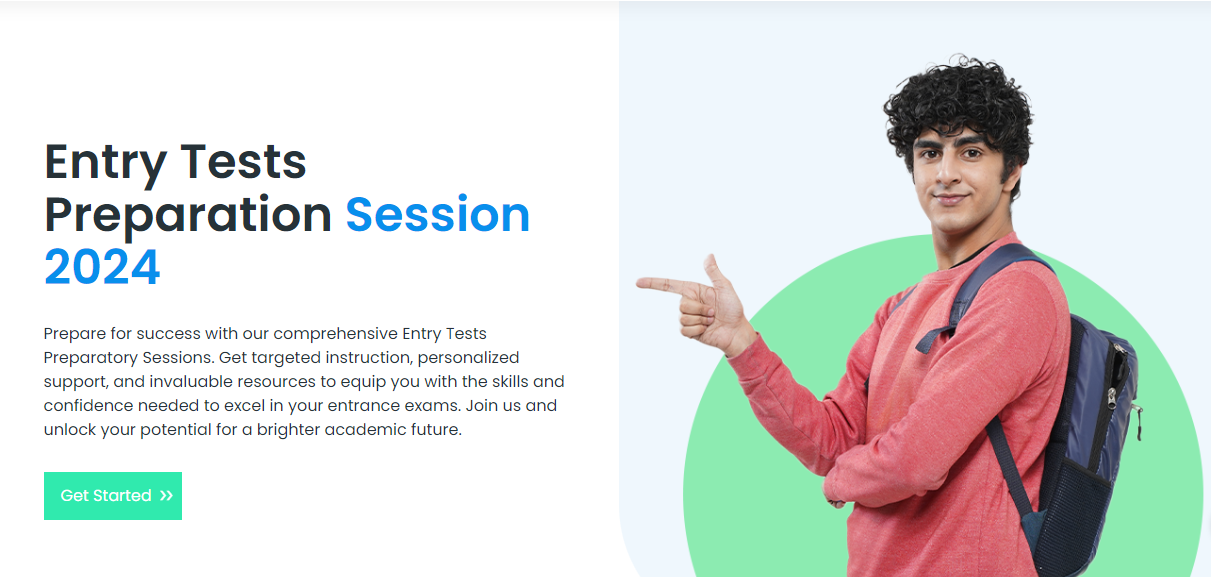 Entry Tests
Preparation Session
2024
Prepare for success with our comprehensive Entry Tests
Preparatory Sessions. Get targeted instruction, personalized
support, and invaluable resources to equip you with the skills and
confidence needed to excel in your entrance exams. Join us and
unlock your potential for a brighter academic future.
Get Started »